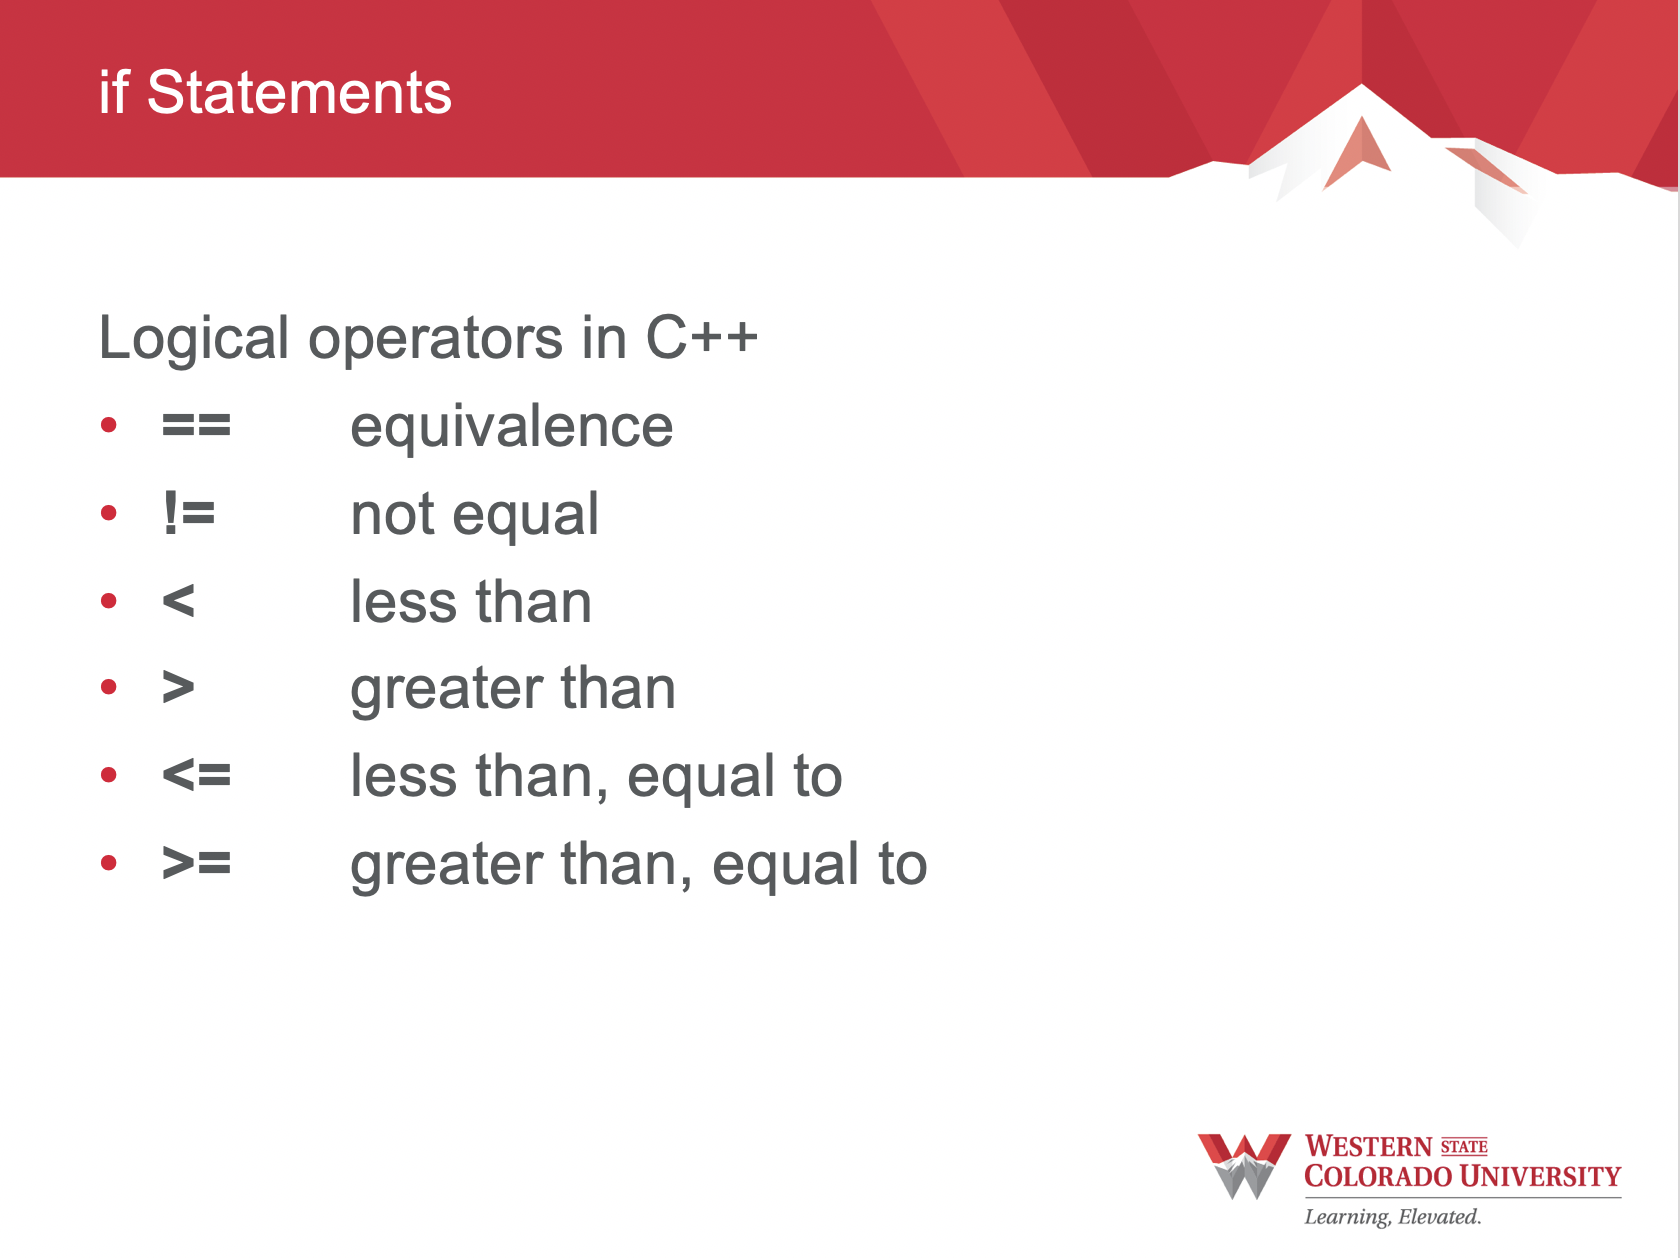 if Statements
Logical operators in C++
• == equivalence
• != not equal
• < less than
• > greater than
• <= less than, equal to
• >= greater than, equal to
WESTERN STATE
COLORADO UNIVERSITY
Learning, Elevated.